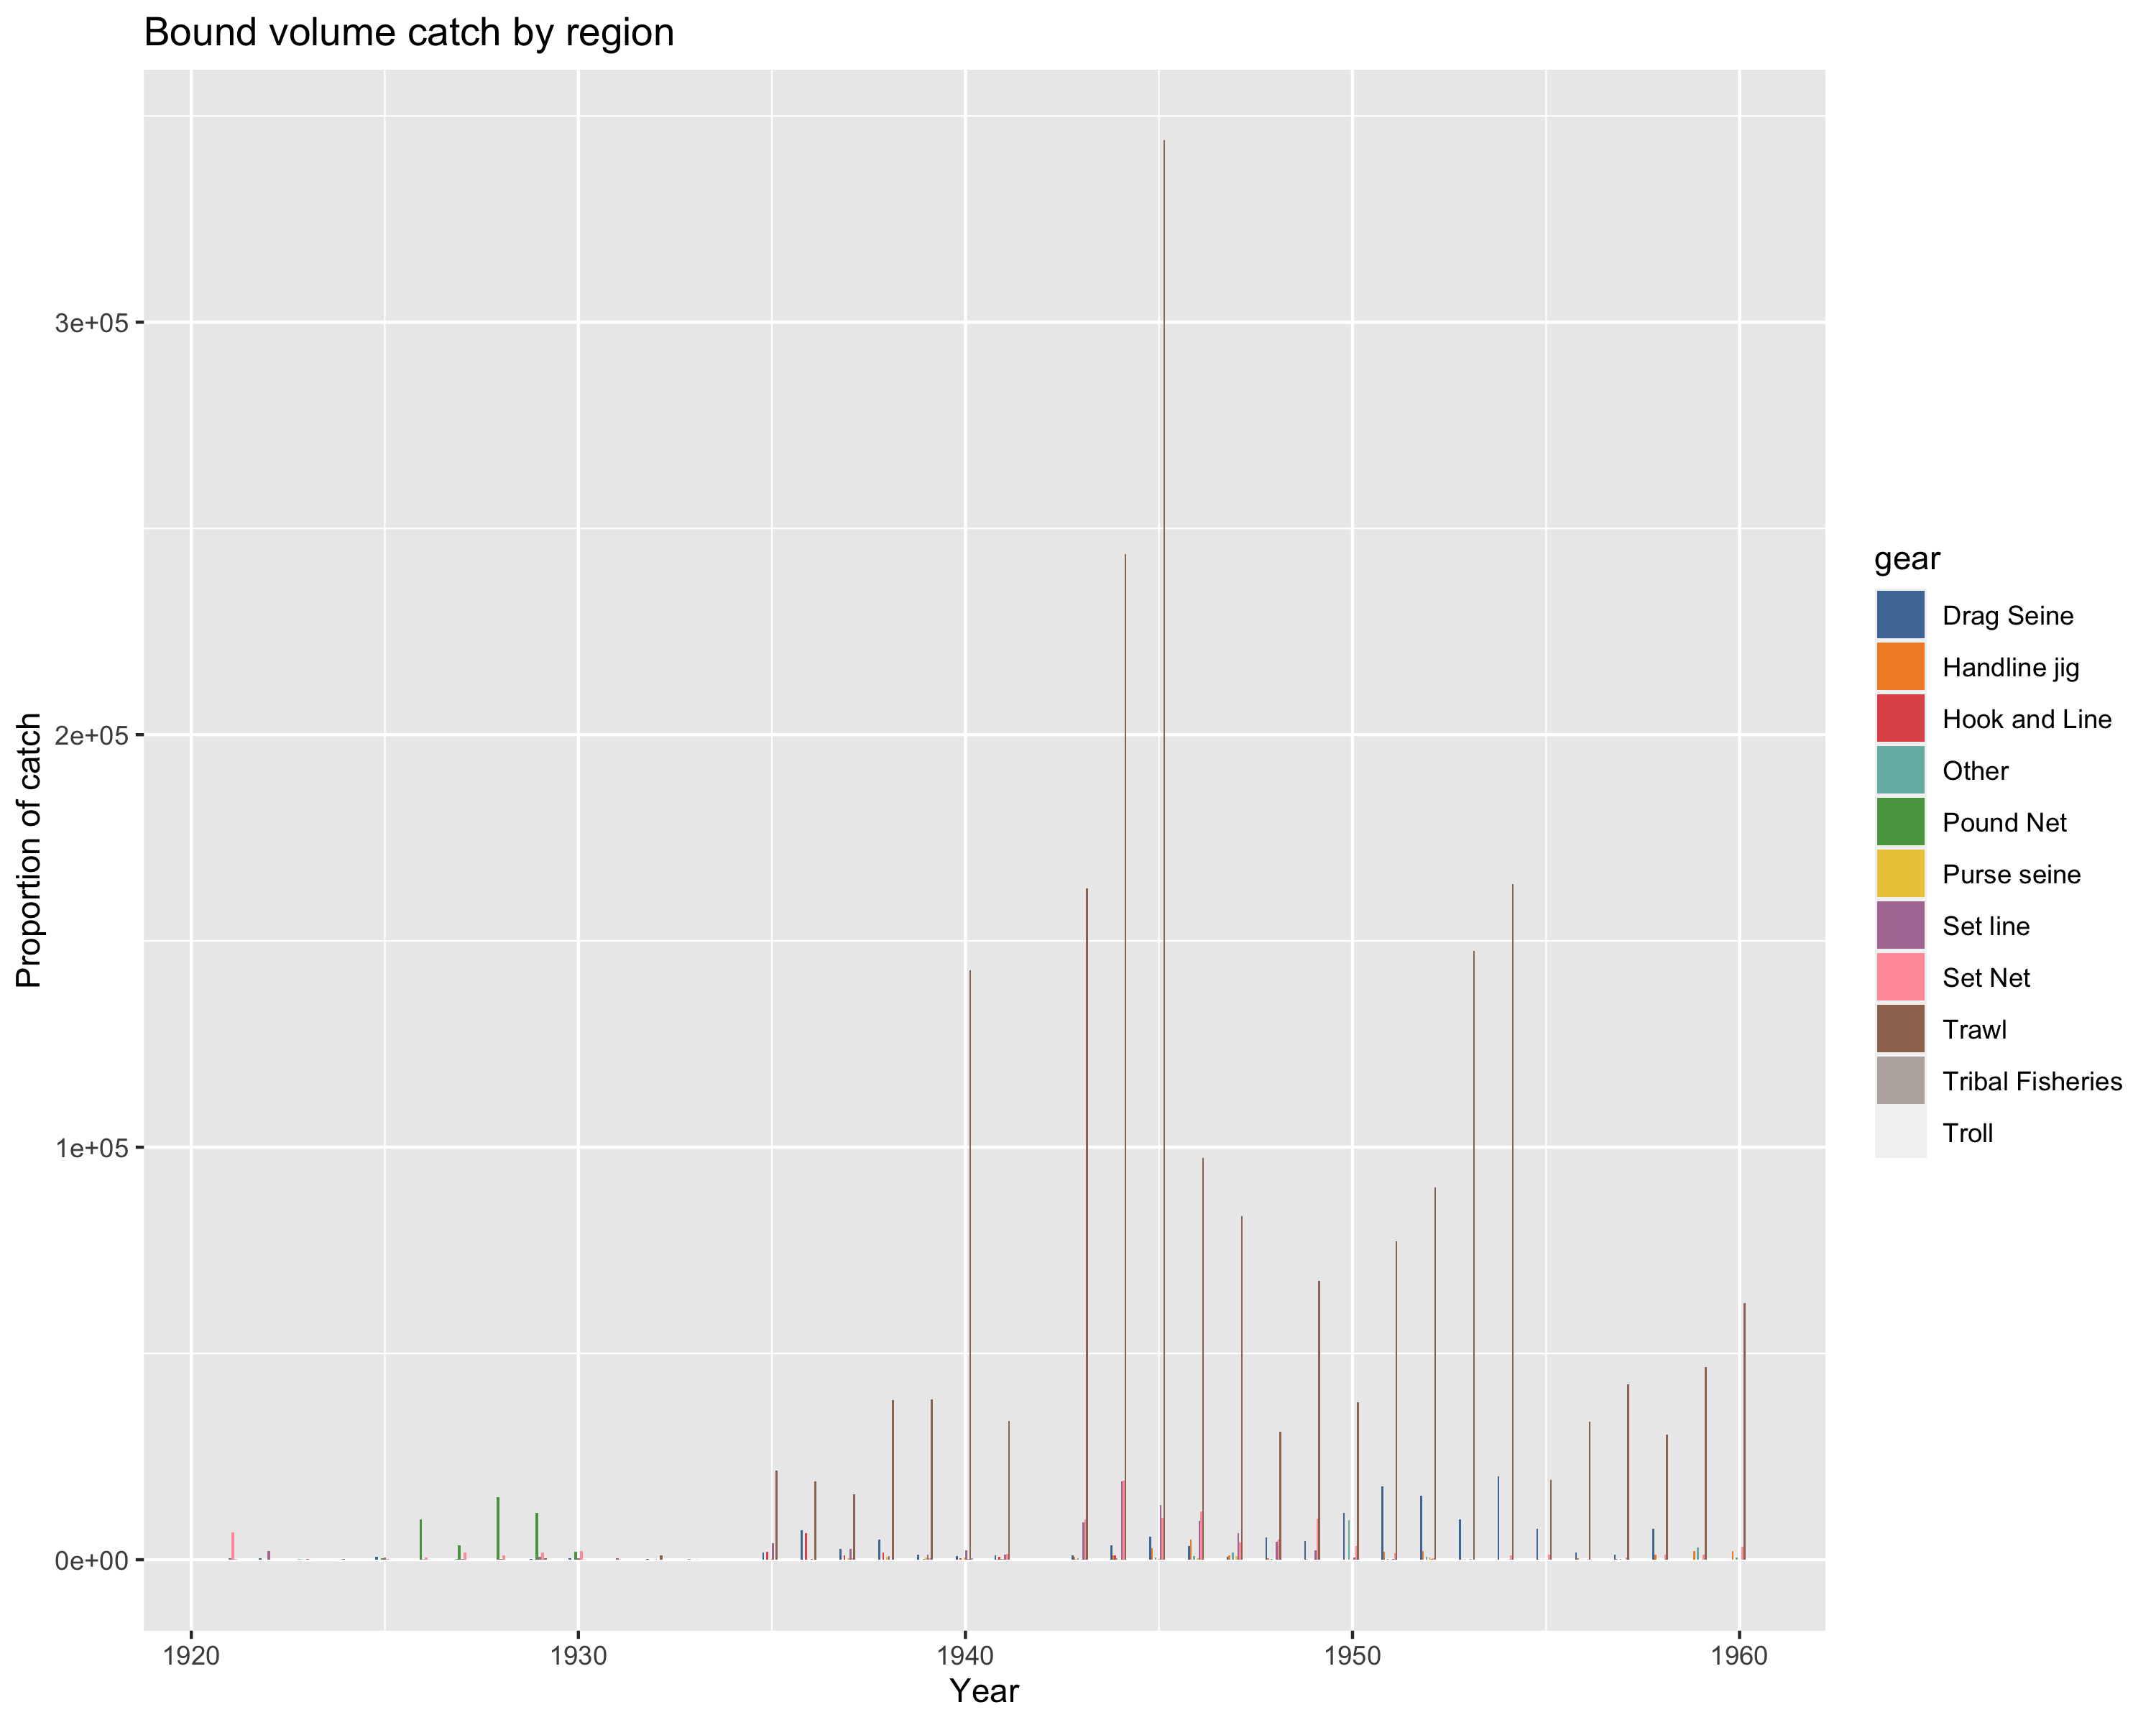 Bound volume catch by region
Proportion of catch
3e+05
2e+05
1e+05
0e+00
1920
1930
1940
1950
1960
Year
gear
Drag Seine
Handline jig
Hook and Line
Other
Pound Net
Purse seine
Set line
Set Net
Trawl
Tribal Fisheries
Troll